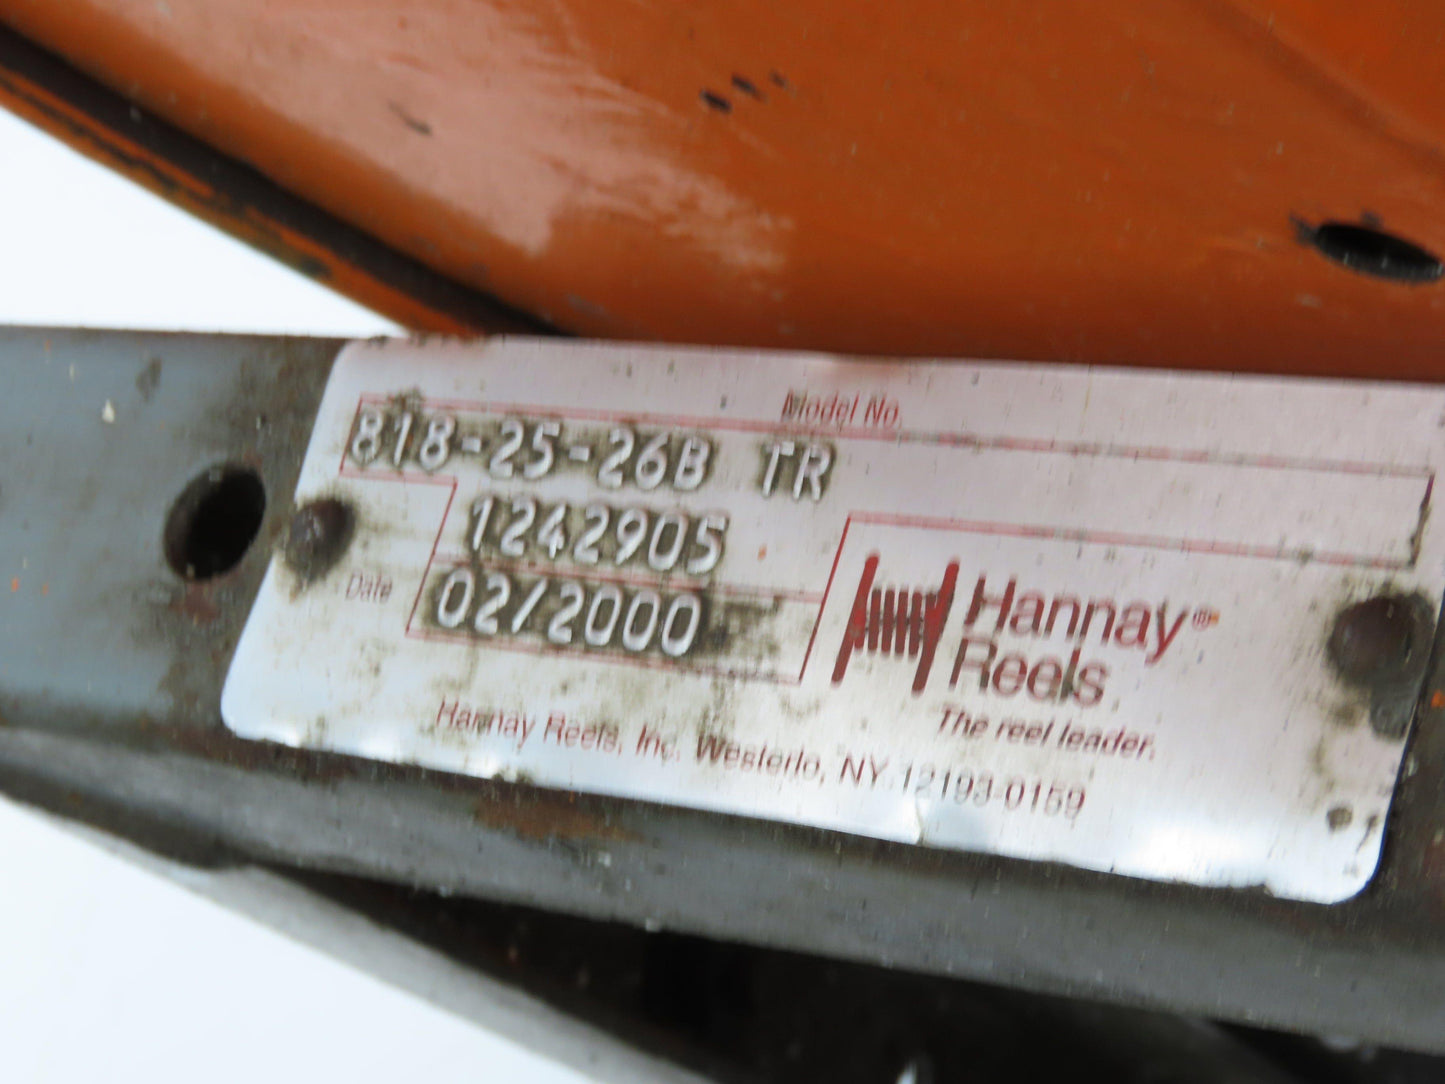 Model No.
818-25-26B TR
1242905
Date 02/2000
Hannay®
Reels
The reel leader.
Hannay Reels, Inc. Westerlo, NY 12193-0159